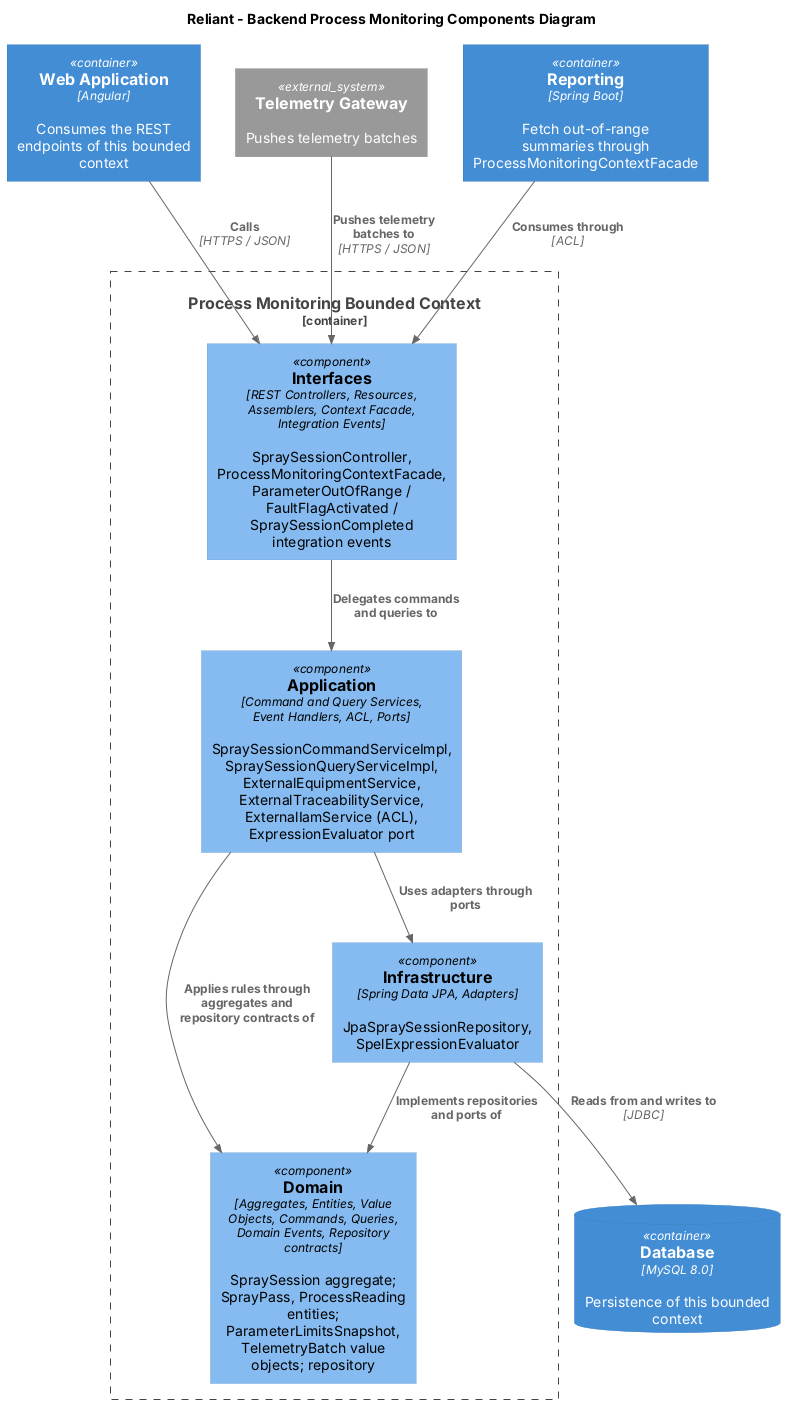 Reliant - Backend Process Monitoring Components Diagram
«container»
Web Application
[Angular]
Consumes the REST
endpoints of this bounded
context
«external_system»
Telemetry Gateway
Pushes telemetry batches
«container»
Reporting
[Spring Boot]
Fetch out-of-range
summaries through
ProcessMonitoringContextFacade
Calls
[HTTPS / JSON]
Pushes telemetry
batches to
[HTTPS / JSON]
Consumes through
[ACL]
Process Monitoring Bounded Context
[container]
«component»
Interfaces
[REST Controllers, Resources,
Assemblers, Context Facade,
Integration Events]
SpraySessionController,
ProcessMonitoringContextFacade,
ParameterOutOfRange /
FaultFlagActivated /
SpraySessionCompleted
integration events
Delegates commands
and queries to
«component»
Application
[Command and Query Services,
Event Handlers, ACL, Ports]
SpraySessionCommandServiceImpl,
SpraySessionQueryServiceImpl,
ExternalEquipmentService,
ExternalTraceabilityService,
ExternalIamService (ACL),
ExpressionEvaluator port
Uses adapters through
ports
Applies rules through
aggregates and
repository contracts of
«component»
Infrastructure
[Spring Data JPA, Adapters]
JpaSpraySessionRepository,
SpelExpressionEvaluator
Implements repositories
and ports of
Reads from and writes to
[JDBC]
«component»
Domain
[Aggregates, Entities, Value
Objects, Commands, Queries,
Domain Events, Repository
contracts]
SpraySession aggregate;
SprayPass, ProcessReading
entities;
ParameterLimitsSnapshot,
TelemetryBatch value
objects; repository
«container»
Database
[MySQL 8.0]
Persistence of this bounded
context